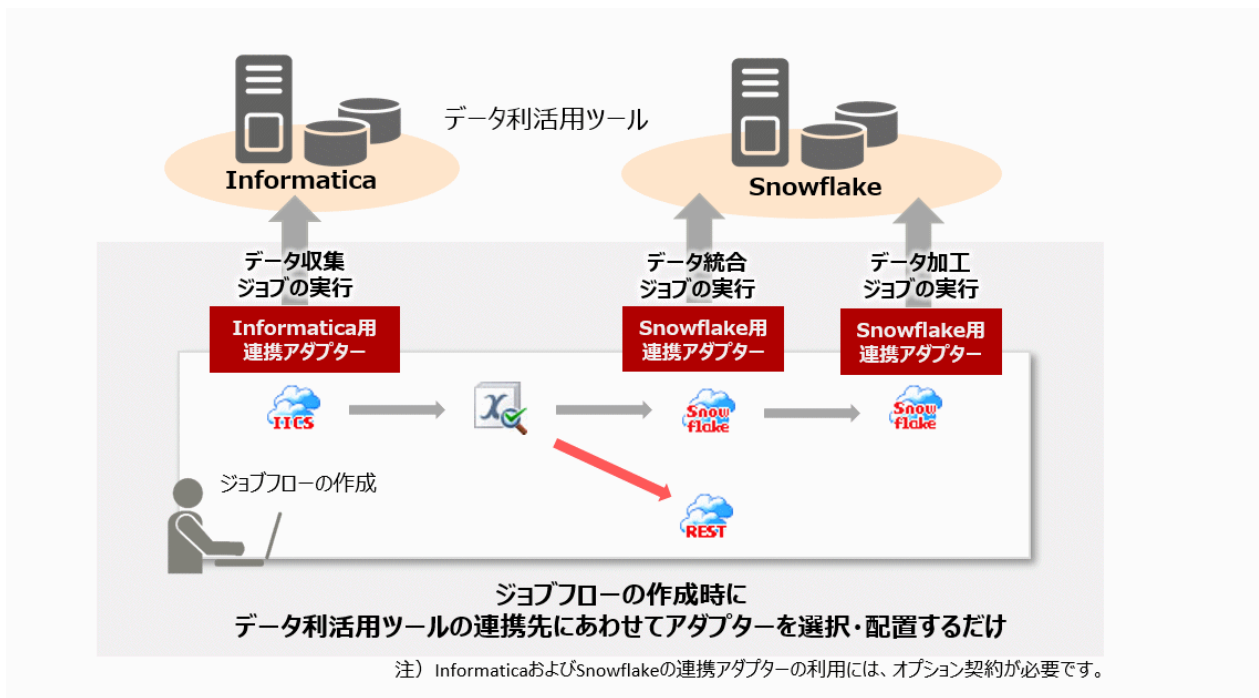 データ利活用ツール
Informatica
Snowflake
データ収集
ジョブの実行
データ統合
ジョブの実行
データ加工
ジョブの実行
Informatica用
連携アダプター
Snowflake用
連携アダプター
Snowflake用
連携アダプター
IICS
X
Snow
flake
Snow
flake
REST
ジョブフローの作成
ジョブフローの作成時に
データ利活用ツールの連携先にあわせてアダプターを選択・配置するだけ
注）InformaticaおよびSnowflakeの連携アダプターの利用には、オプション契約が必要です。